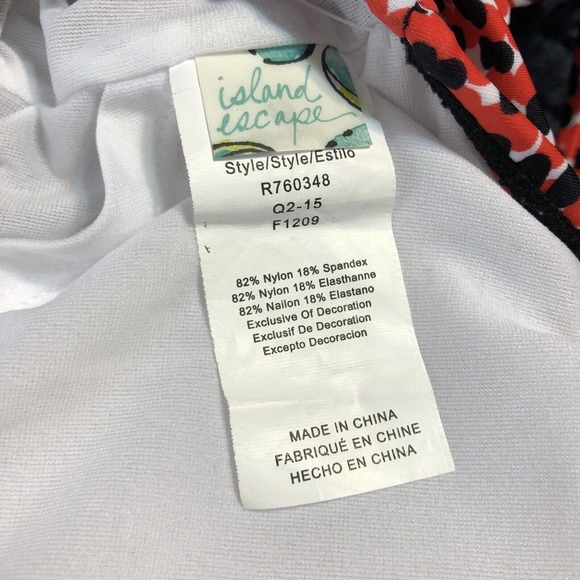 island
escape
Style/Style/Estilo
R760348
Q2-15
F1209
82% Nylon 18% Spandex
82% Nylon 18% Elasthanne
82% Nailon 18% Elastano
Exclusive Of Decoration
Exclusif De Decoration
Excepto Decoracion
MADE IN CHINA
FABRIQUÉ EN CHINE
HECHO EN CHINA